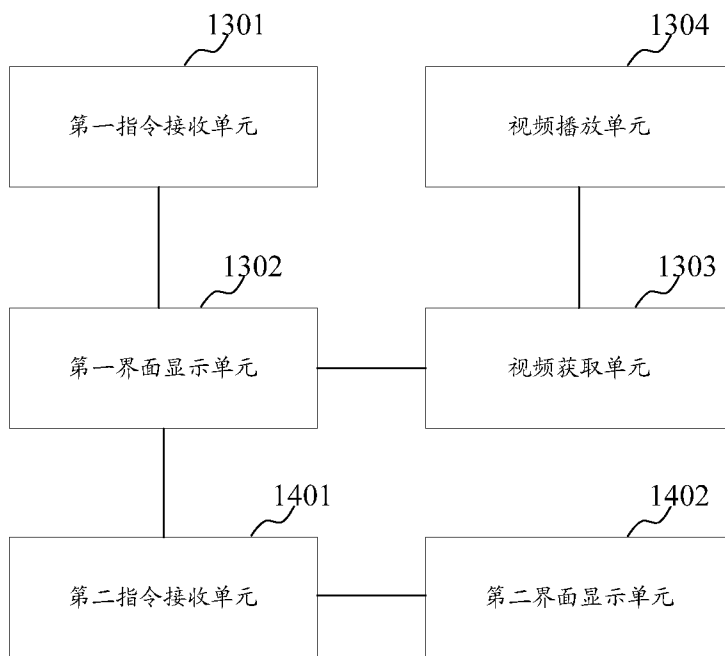 1301
1304
第一指令接收单元
视频播放单元
1302
1303
第一界面显示单元
视频获取单元
1401
1402
第二指令接收单元
第二界面显示单元